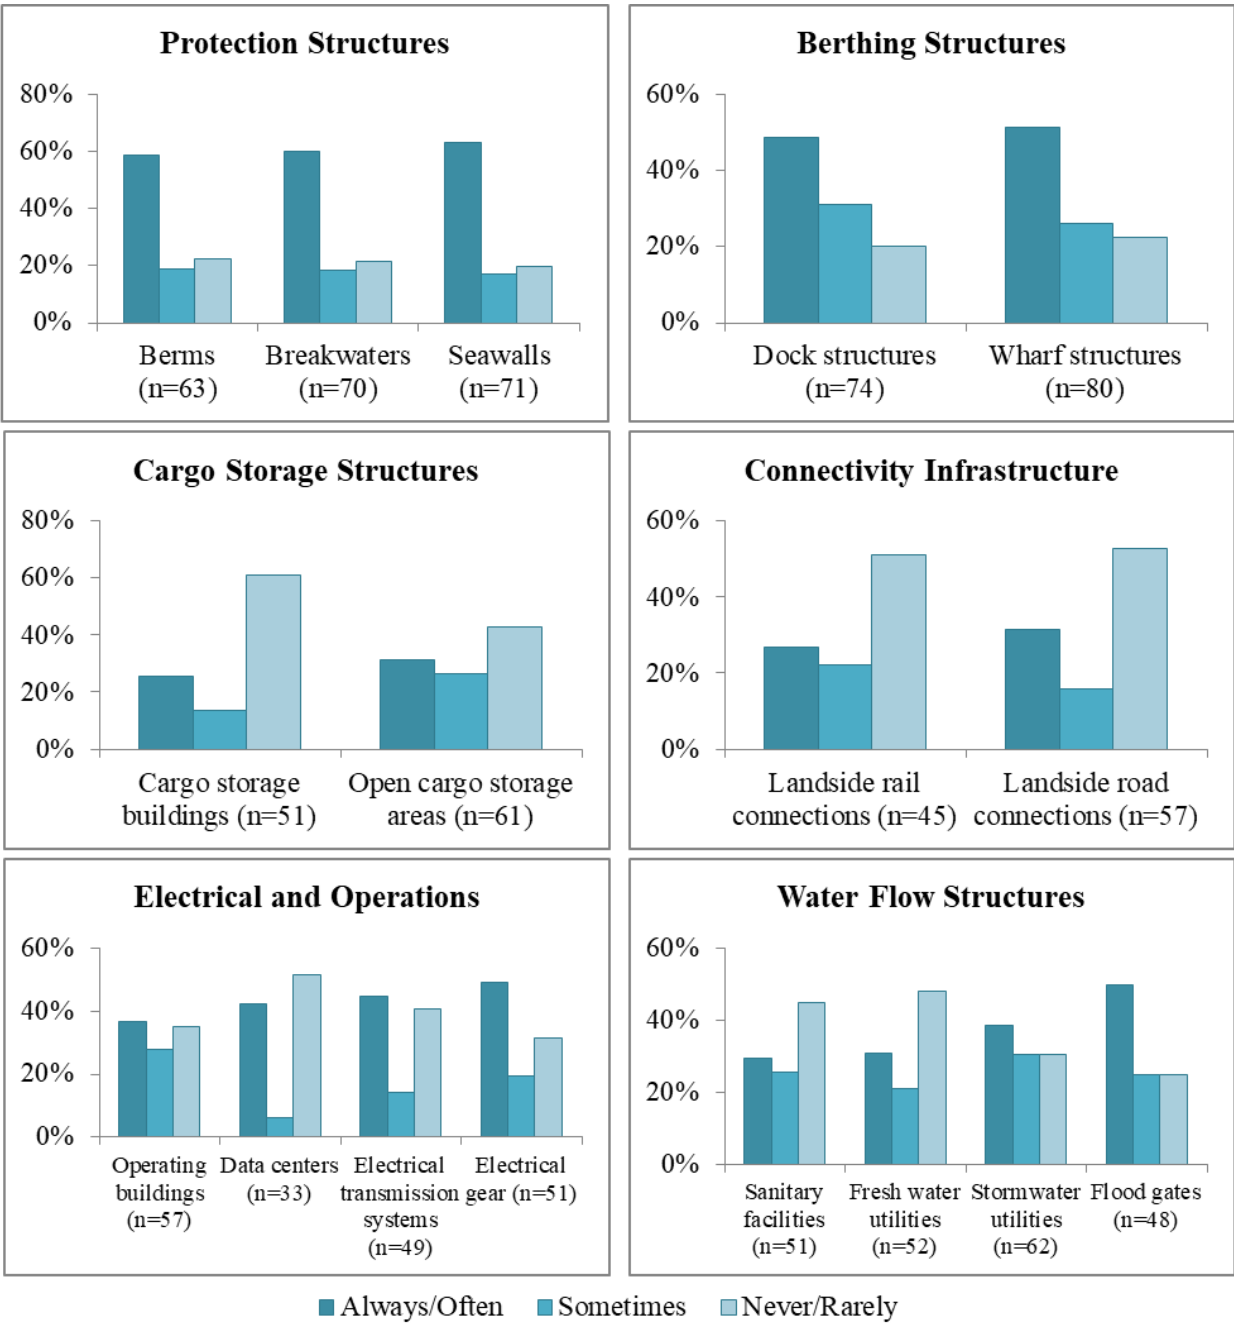 Protection Structures
80%
60%
40%
20%
0%
Berms
(n=63)
Breakwaters
(n=70)
Seawalls
(n=71)
Berthing Structures
60%
40%
20%
0%
Dock structures
(n=74)
Wharf structures
(n=80)
Cargo Storage Structures
80%
60%
40%
20%
0%
Cargo storage
buildings (n=51)
Open cargo storage
areas (n=61)
Connectivity Infrastructure
60%
40%
20%
0%
Landside rail
connections (n=45)
Landside road
connections (n=57)
Electrical and Operations
60%
40%
20%
0%
Operating
buildings
(n=57)
Data centers
(n=33)
Electrical
transmission
systems
(n=49)
Electrical
gear (n=51)
Water Flow Structures
60%
40%
20%
0%
Sanitary
facilities
(n=51)
Fresh water
utilities
(n=52)
Stormwater
utilities
(n=62)
Flood gates
(n=48)
Always/Often
Sometimes
Never/Rarely